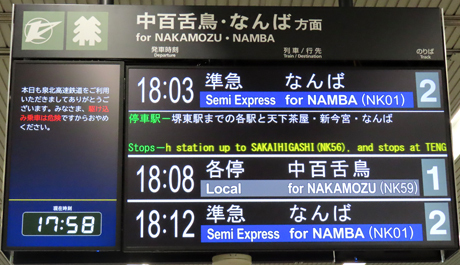 中百舌鳥・なんば 方面
for NAKAMOZU・NAMBA
発車時刻
Departure
列車/行先
Train/Destination
のりば
Track
本日も泉北高速鉄道をご利用
いただきましてありがとうご
ざいます。みなさま、駆け込
み乗車は危険ですからおやめ
ください。
現在時刻
17:58
18:03 準急 なんば 2
Semi Express for NAMBA (NK01)
停車駅ー堺東駅までの各駅と天下茶屋・新今宮・なんば
Stops—h station up to SAKAIHIGASHI(NK56), and stops at TENG
18:08 各停 中百舌鳥 1
Local for NAKAMOZU (NK59)
18:12 準急 なんば 2
Semi Express for NAMBA (NK01)